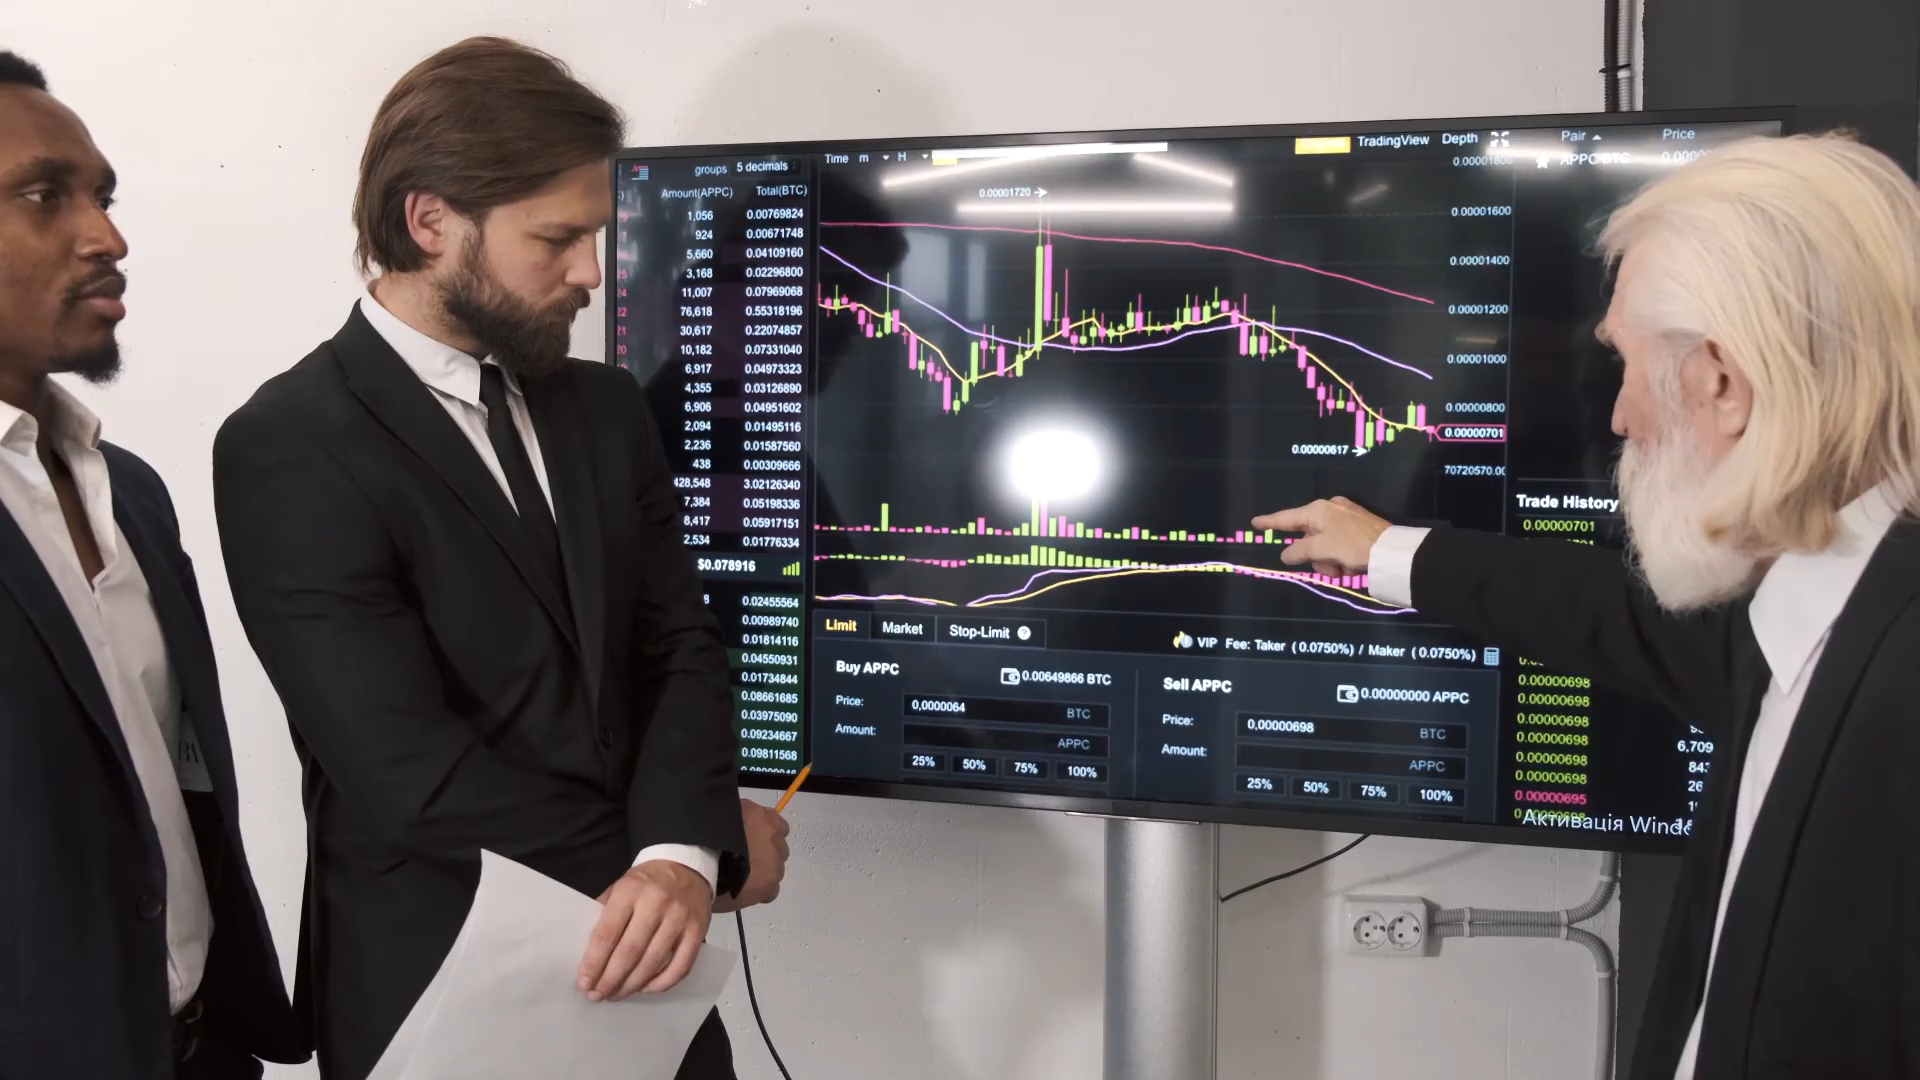 groups 5 decimals
Amount(APPC) Total(BTC)
1,056 0.00769824
924 0.00671748
5,660 0.04109160
3,168 0.02296800
11,007 0.07969068
76,618 0.55318196
30,617 0.22074857
10,182 0.07331040
6,917 0.04973323
4,355 0.03126890
6,906 0.04951602
2,094 0.01495116
2,236 0.01587560
438 0.00309666
428,548 3.02126340
7,384 0.05198336
8,417 0.05917151
2,534 0.01776334
$0.078916
8 0.02455564
0.00989740
0.01814116
0.04550931
0.01734844
0.08661685
0.03975090
0.09234667
0.09811568
Time m H
TradingView Depth
0.00001720
0.00001800
0.00001600
0.00001400
0.00001200
0.00001000
0.00000800
0.00000701
0.00000617
70720570.00
Limit Market Stop-Limit ?
VIP Fee: Taker ( 0.0750%) / Maker ( 0.0750%)
Buy APPC 0.00649866 BTC
Price: 0,0000064 BTC
Amount: APPC
25% 50% 75% 100%
Sell APPC 0.00000000 APPC
Price: 0,00000698 BTC
Amount: APPC
25% 50% 75% 100%
Pair Price
APPC/BTC
Trade History
0.00000701
0.00000698
0.00000698
0.00000698
0.00000698
0.00000698 6,709
0.00000698
0.00000695
Активація Windo